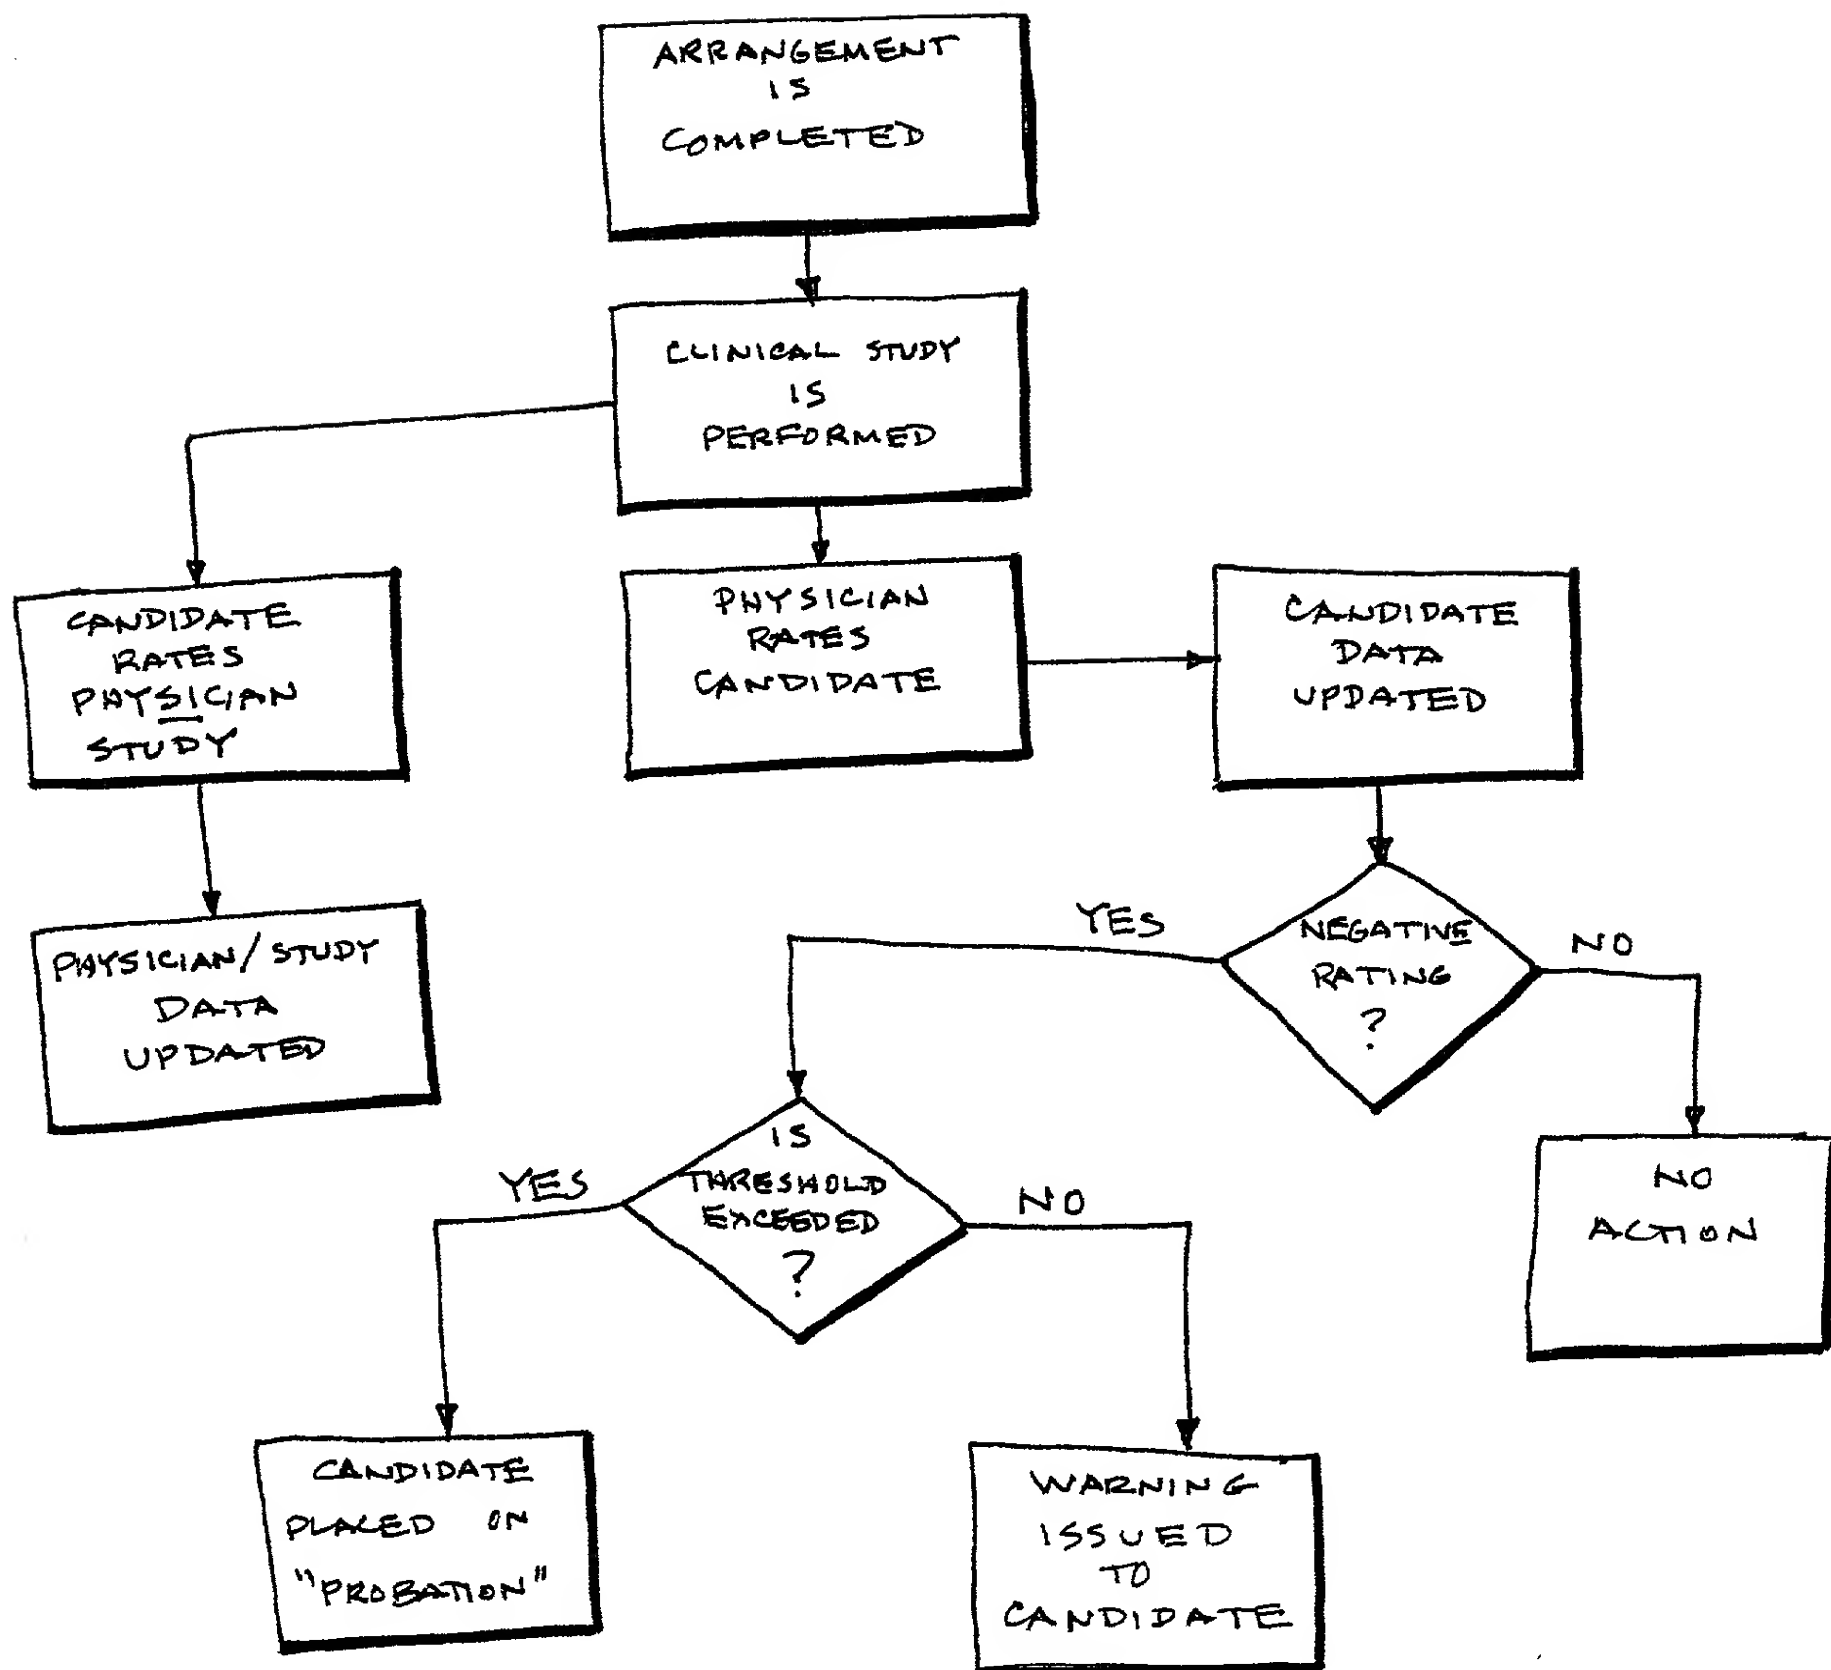 ARRANGEMENT
IS
COMPLETED
CLINICAL STUDY
IS
PERFORMED
CANDIDATE
RATES
PHYSICIAN
STUDY
PHYSICIAN
RATES
CANDIDATE
CANDIDATE
DATA
UPDATED
PHYSICIAN/STUDY
DATA
UPDATED
YES
NEGATIVE
RATING
?
NO
YES
IS
THRESHOLD
EXCEEDED
?
NO
NO
ACTION
CANDIDATE
PLACED ON
"PROBATION"
WARNING
ISSUED
TO
CANDIDATE